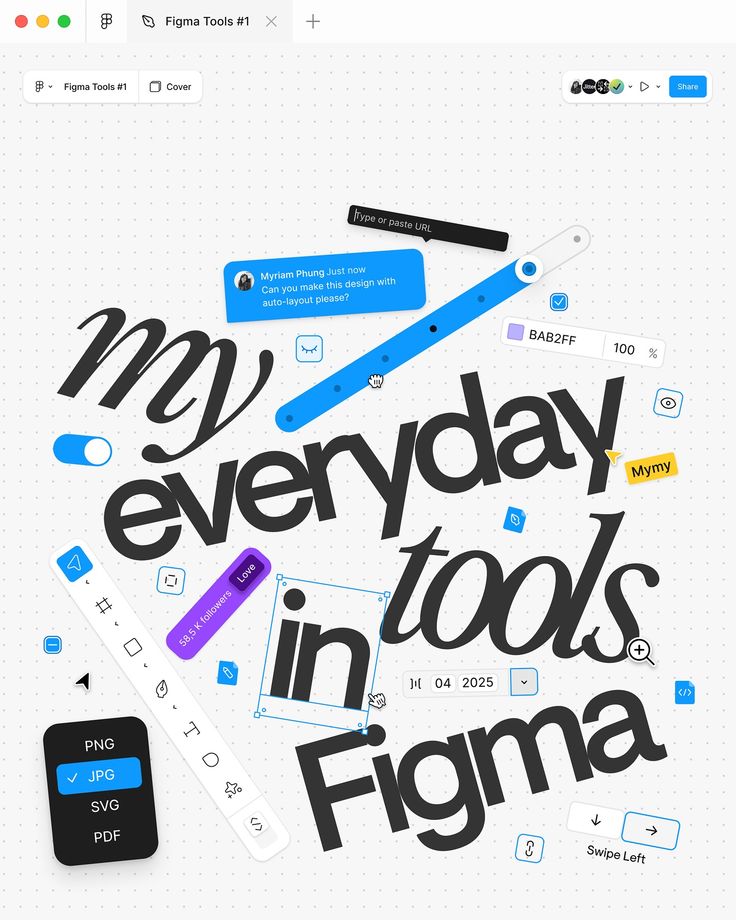 Figma Tools #1
Figma Tools #1
Cover
Share
Type or paste URL
Myriam Phung Just now
Can you make this design with
auto-layout please?
BAB2FF
100 %
my
everyday
Mymy
tools
58,5 K followers
Love
in
04
2025
Figma
PNG
JPG
SVG
PDF
Swipe Left